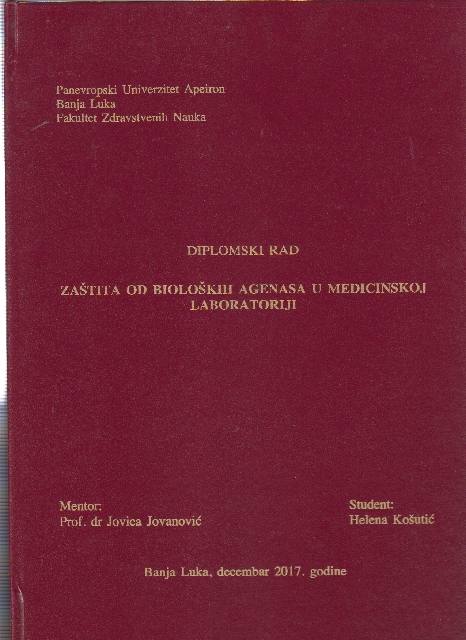 Panevropski Univerzitet Apeiron
Banja Luka
Fakultet Zdravstvenih Nauka
DIPLOMSKI RAD
ZAŠTITA OD BIOLOŠKIH AGENASA U MEDICINSKOJ
LABORATORIJI
Mentor:
Prof. dr Jovica Jovanović
Student:
Helena Košutić
Banja Luka, decembar 2017. godine